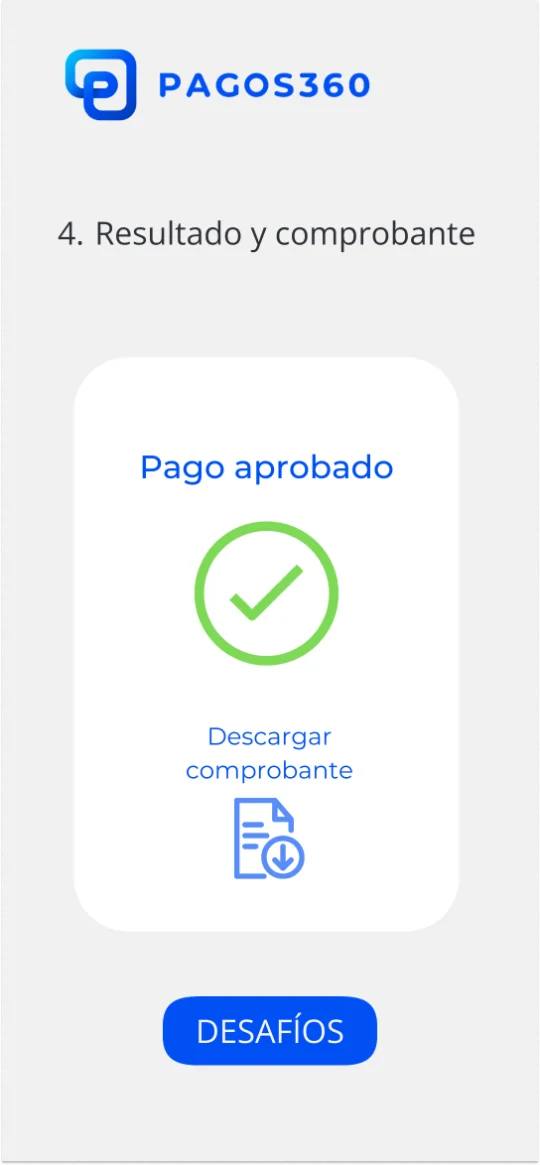 PAGOS360
4. Resultado y comprobante
Pago aprobado
Descargar
comprobante
DESAFÍOS